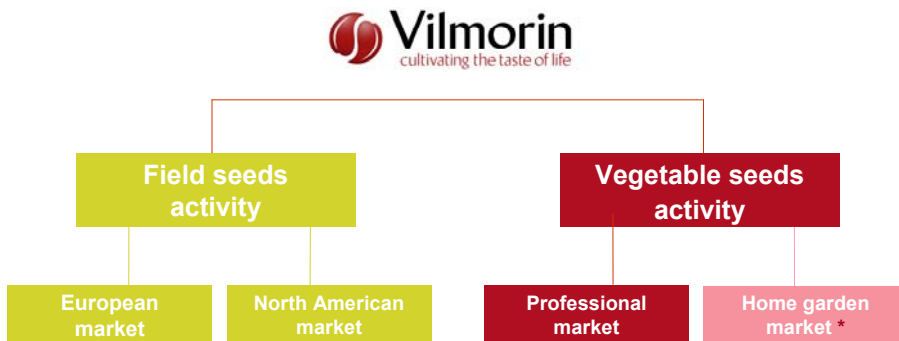 Vilmorin
cultivating the taste of life
Field seeds
activity
Vegetable seeds
activity
European
market
North American
market
Professional
market
Home garden
market *